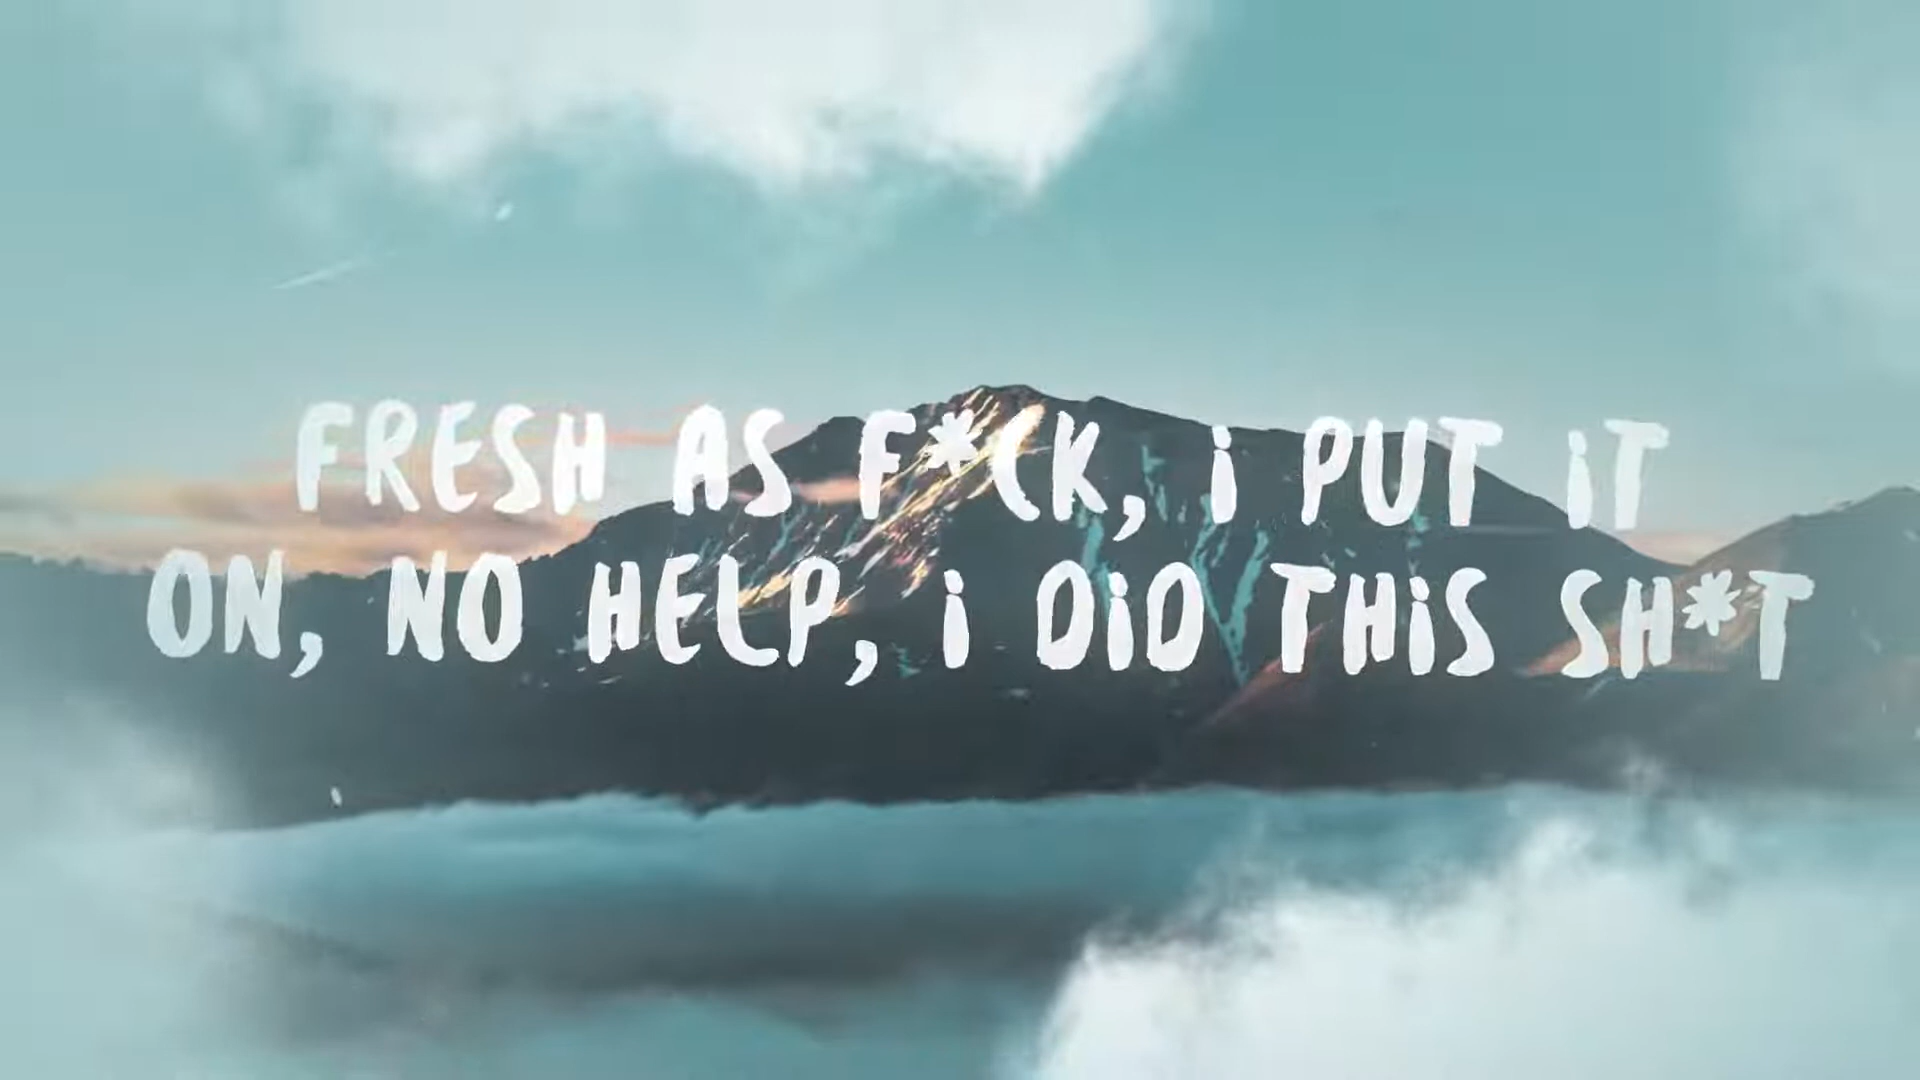 FRESH AS F*CK, i PUT iT
ON, NO HELP, i DiD THiS SH*T